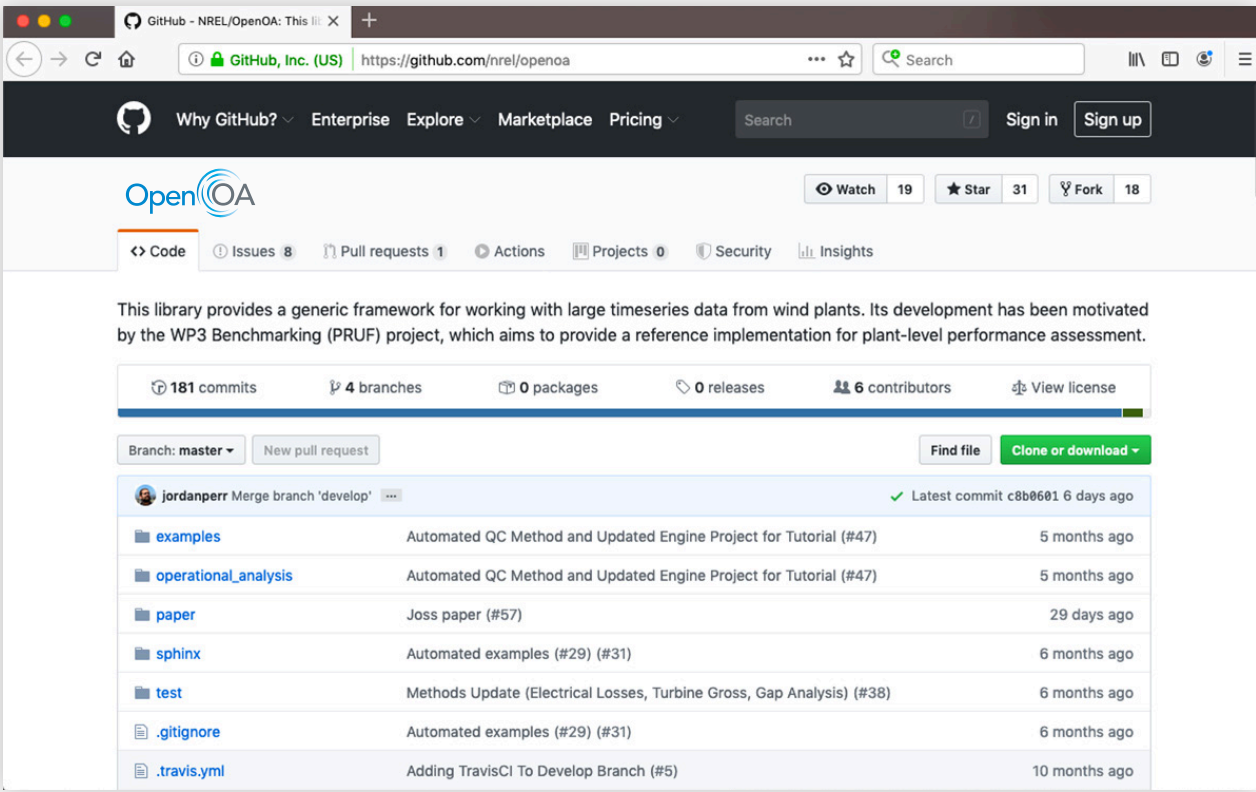 GitHub - NREL/OpenOA: This lib
GitHub, Inc. (US) https://github.com/nrel/openoa Search
Why GitHub? Enterprise Explore Marketplace Pricing Search / Sign in Sign up
OpenOA
Watch 19 Star 31 Fork 18
Code Issues 8 Pull requests 1 Actions Projects 0 Security Insights
This library provides a generic framework for working with large timeseries data from wind plants. Its development has been motivated
by the WP3 Benchmarking (PRUF) project, which aims to provide a reference implementation for plant-level performance assessment.
181 commits 4 branches 0 packages 0 releases 6 contributors View license
Branch: master New pull request Find file Clone or download
jordanperr Merge branch 'develop' ... Latest commit c8b0601 6 days ago
examples Automated QC Method and Updated Engine Project for Tutorial (#47) 5 months ago
operational_analysis Automated QC Method and Updated Engine Project for Tutorial (#47) 5 months ago
paper Joss paper (#57) 29 days ago
sphinx Automated examples (#29) (#31) 6 months ago
test Methods Update (Electrical Losses, Turbine Gross, Gap Analysis) (#38) 6 months ago
.gitignore Automated examples (#29) (#31) 6 months ago
.travis.yml Adding TravisCI To Develop Branch (#5) 10 months ago